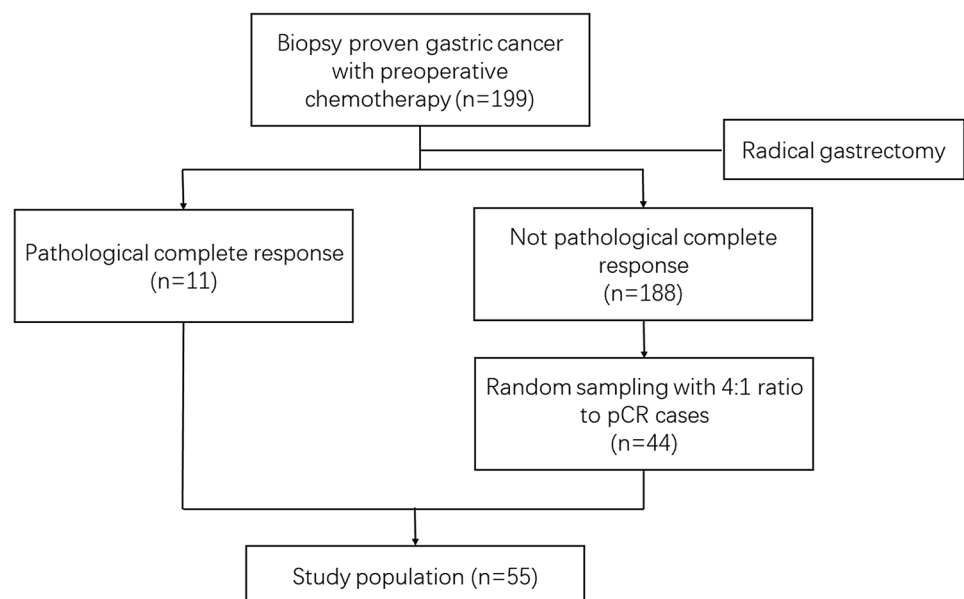 Biopsy proven gastric cancer
with preoperative
chemotherapy (n=199)
Radical gastrectomy
Pathological complete response
(n=11)
Not pathological complete
response
(n=188)
Random sampling with 4:1 ratio
to pCR cases
(n=44)
Study population (n=55)